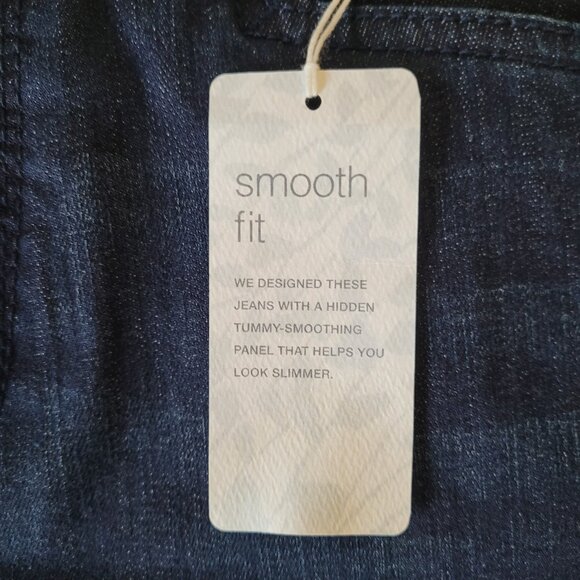 smooth
fit
WE DESIGNED THESE
JEANS WITH A HIDDEN
TUMMY-SMOOTHING
PANEL THAT HELPS YOU
LOOK SLIMMER.